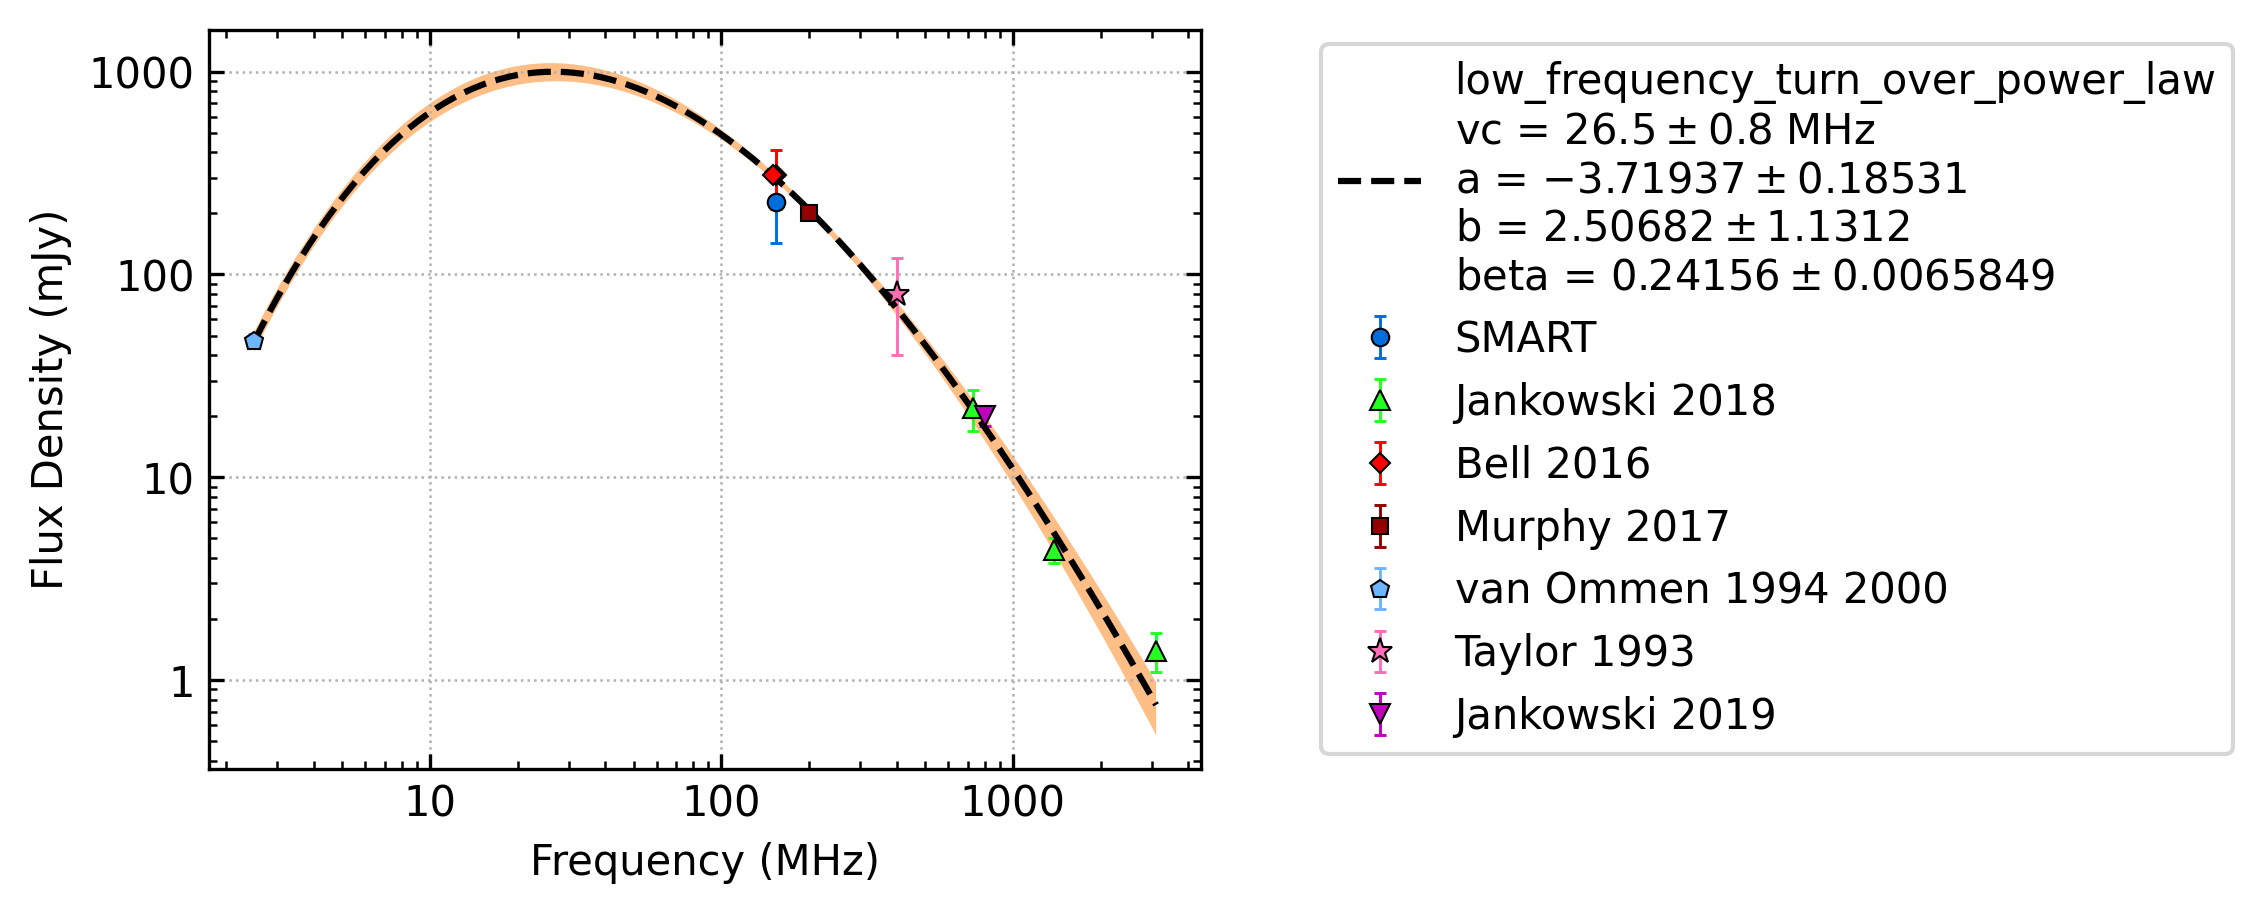 1000
100
10
1
Flux Density (mJy)
10 100 1000
Frequency (MHz)
low_frequency_turn_over_power_law
vc = 26.5 ± 0.8 MHz
a = −3.71937 ± 0.18531
b = 2.50682 ± 1.1312
beta = 0.24156 ± 0.0065849
SMART
Jankowski 2018
Bell 2016
Murphy 2017
van Ommen 1994 2000
Taylor 1993
Jankowski 2019